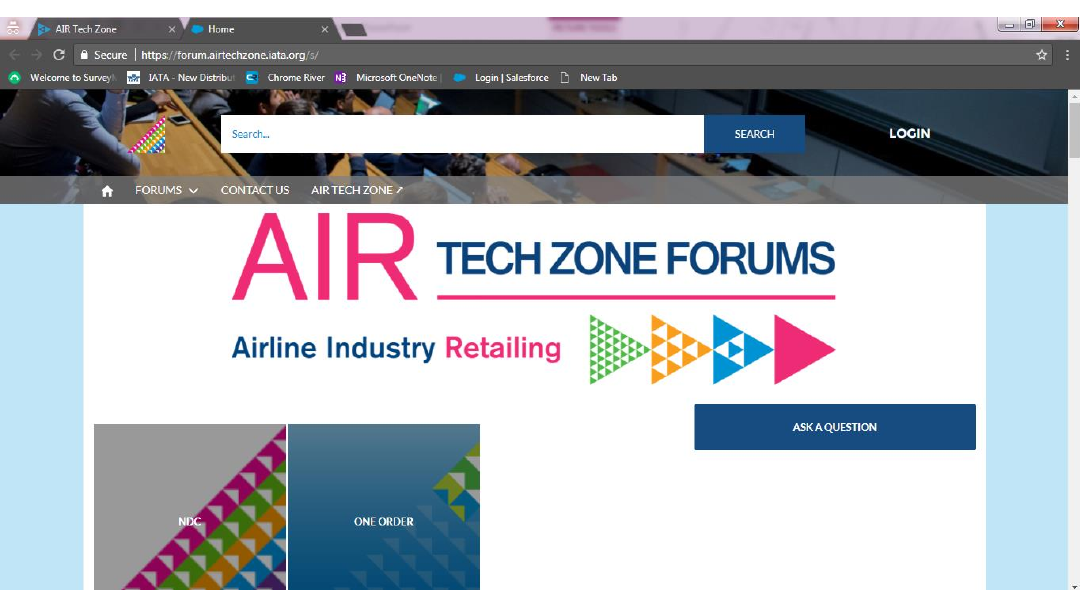 AIR Tech Zone
Home
Secure
https://forum.airtechzone.iata.org/s/
Welcome to Survey
IATA - New Distribut
Chrome River
N
Microsoft OneNote
Login | Salesforce
New Tab
Search...
SEARCH
LOGIN
FORUMS
CONTACT US
AIR TECH ZONE
AIR TECH ZONE FORUMS
Airline Industry Retailing
ASK A QUESTION
NDC
ONE ORDER